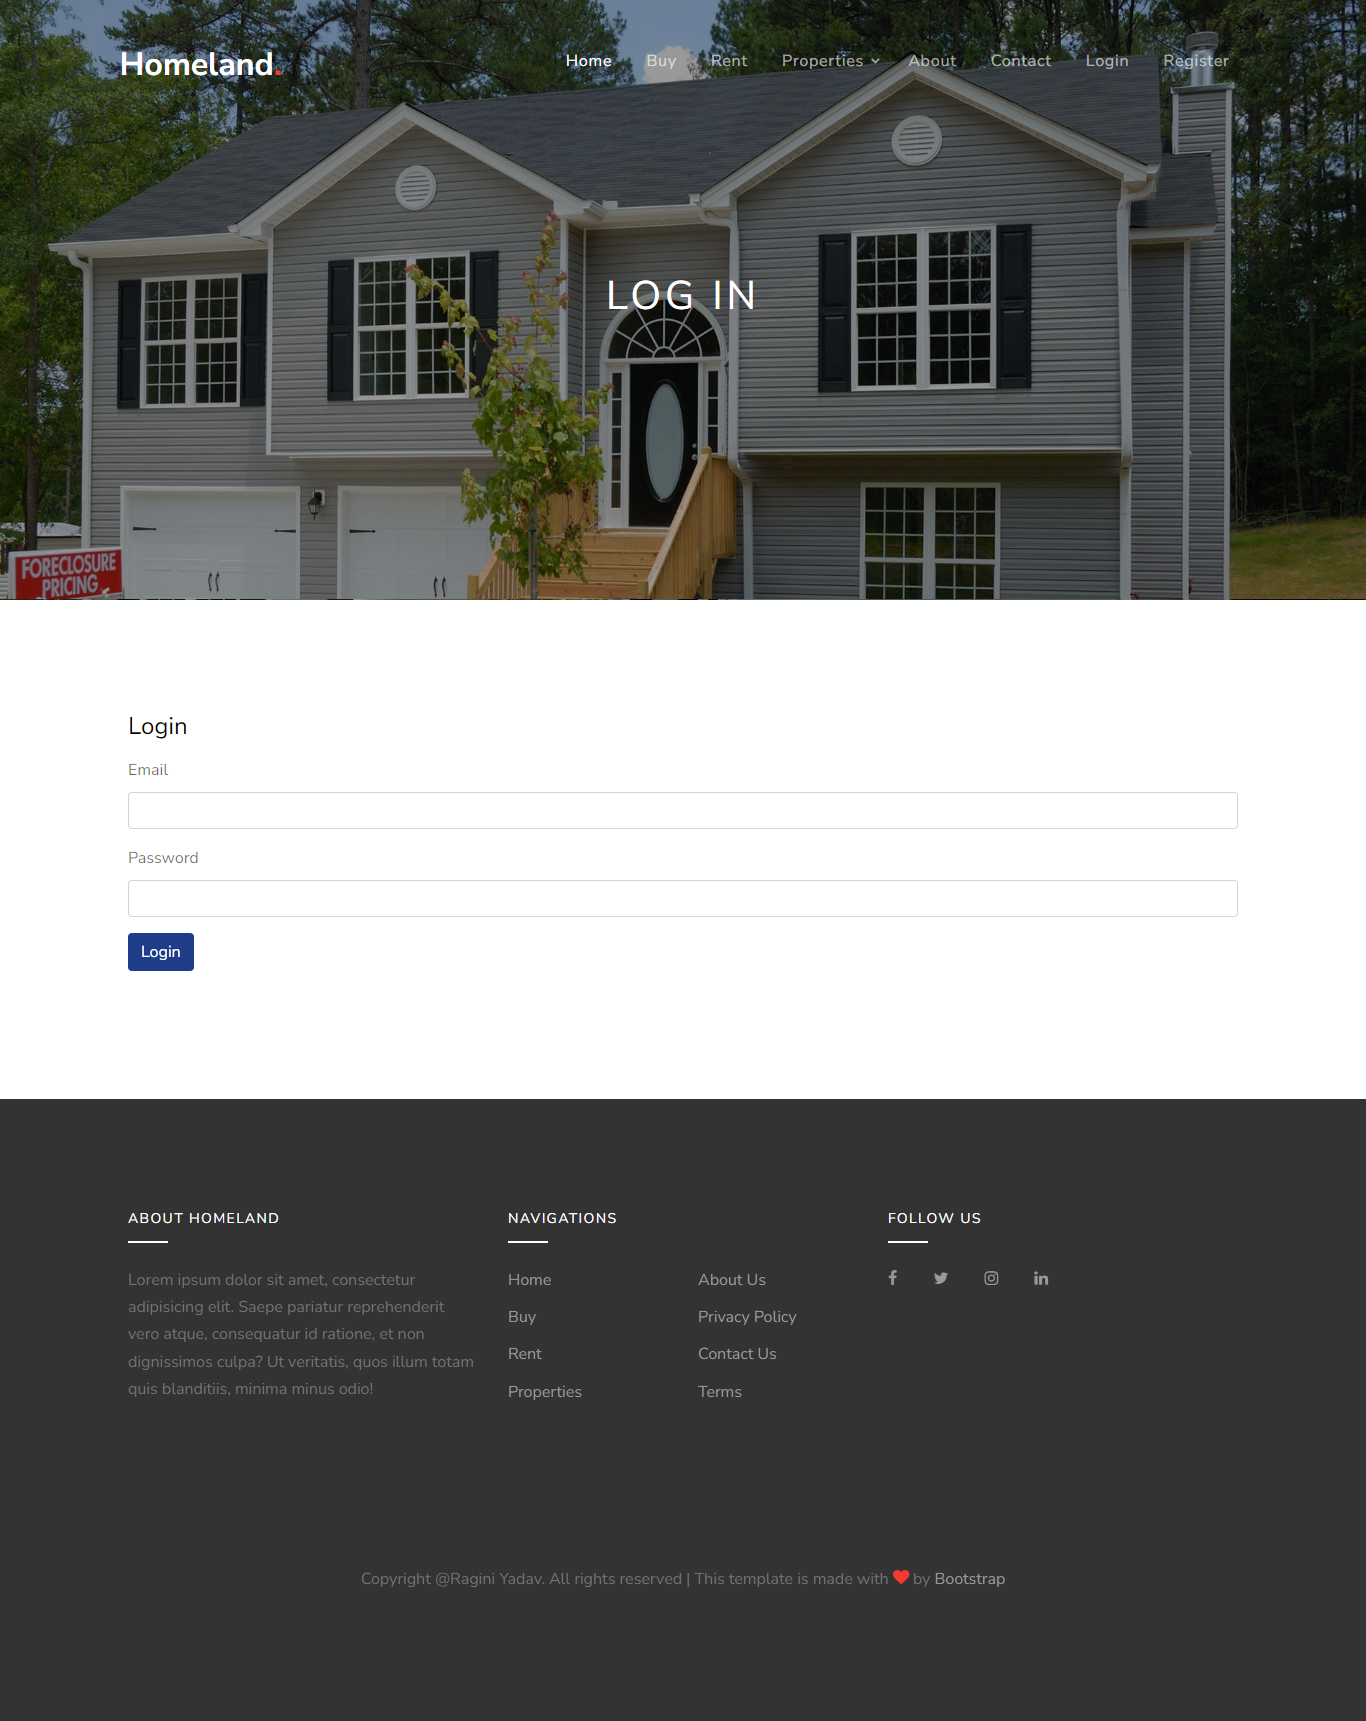 Homeland.
Home Buy Rent Properties About Contact Login Register
LOG IN
FORECLOSURE
PRICING
Login
Email
Password
Login
ABOUT HOMELAND
Lorem ipsum dolor sit amet, consectetur
adipisicing elit. Saepe pariatur reprehenderit
vero atque, consequatur id ratione, et non
dignissimos culpa? Ut veritatis, quos illum totam
quis blanditiis, minima minus odio!
NAVIGATIONS
Home
Buy
Rent
Properties
About Us
Privacy Policy
Contact Us
Terms
FOLLOW US
Copyright @Ragini Yadav. All rights reserved | This template is made with ❤ by Bootstrap